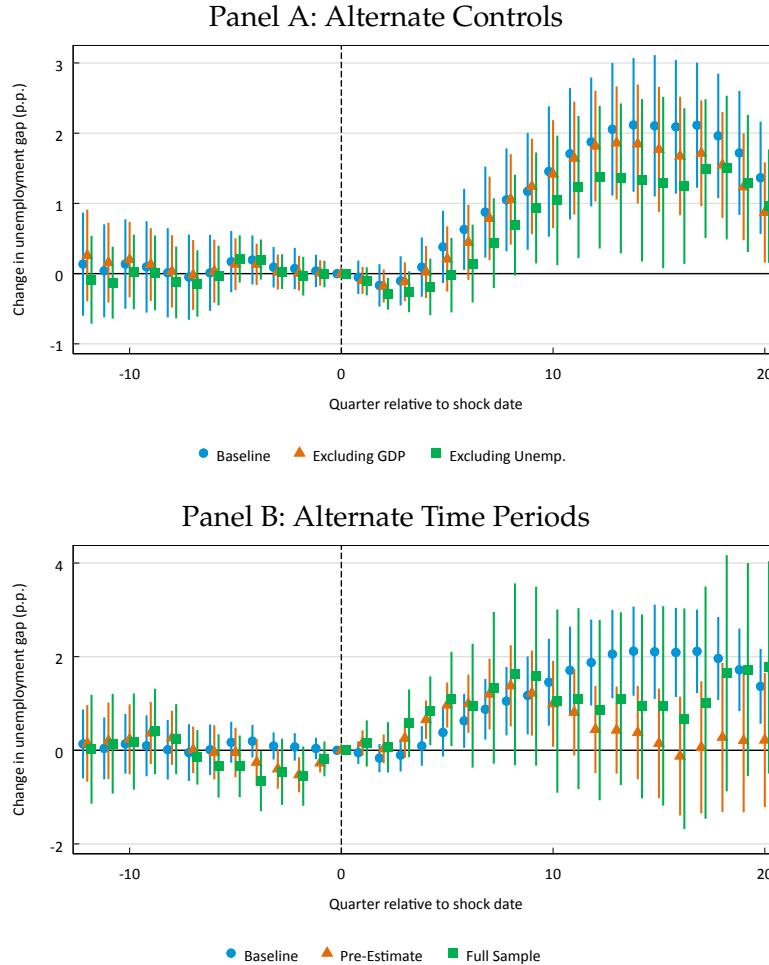 Panel A: Alternate Controls
Change in unemployment gap (p.p.)
3
2
1
0
-1
-10
0
10
20
Quarter relative to shock date
Baseline
Excluding GDP
Excluding Unemp.
Panel B: Alternate Time Periods
Change in unemployment gap (p.p.)
4
2
0
-2
-10
0
10
20
Quarter relative to shock date
Baseline
Pre-Estimate
Full Sample